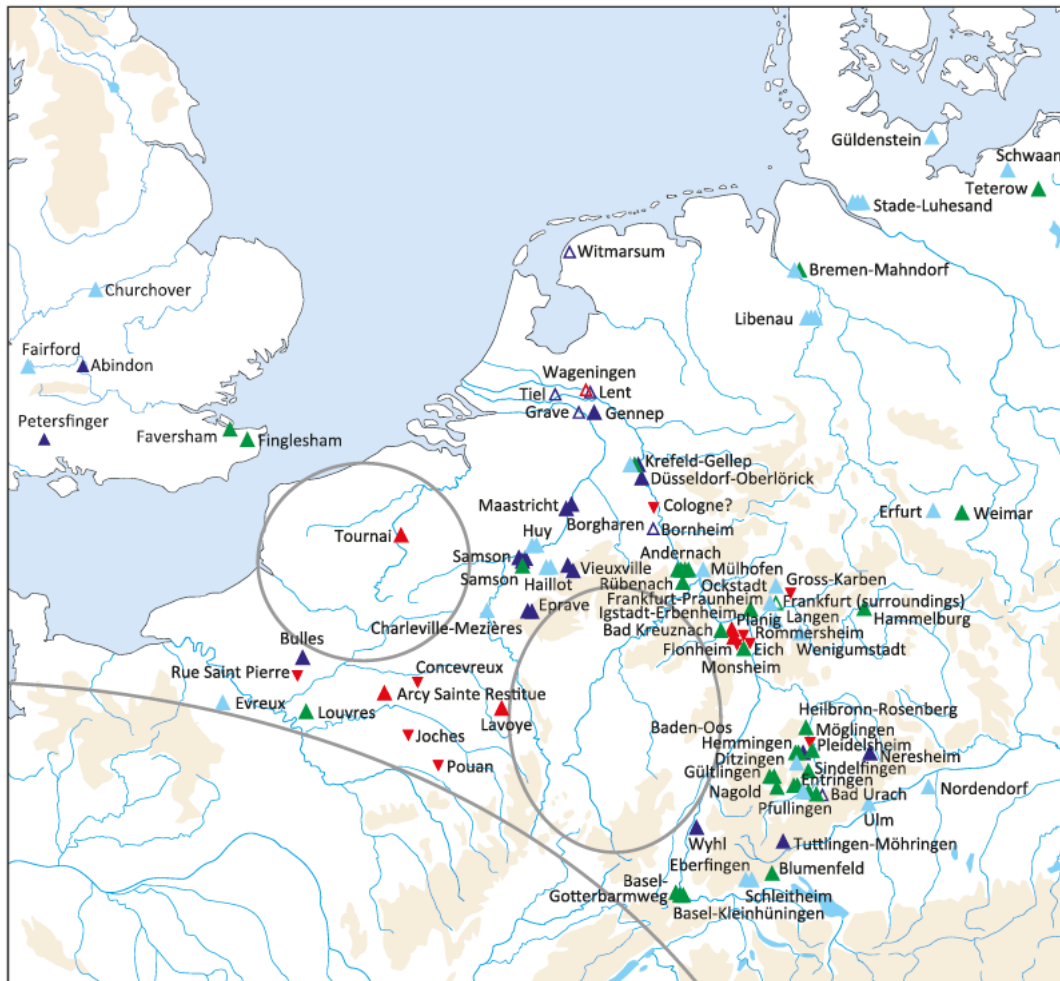 Güldenstein
Schwaan
Teterow
Stade-Luhesand
Witmarsum
Bremen-Mahndorf
Churchover
Libenau
Fairford
Abindon
Wageningen
Tiel
Lent
Grave
Gennep
Petersfinger
Faversham
Finglesham
Krefeld-Gellep
Düsseldorf-Oberlörick
Maastricht
Cologne?
Borgharen
Bornheim
Erfurt
Weimar
Tournai
Huy
Samson
Andernach
Vieuxville
Mülhofen
Samson
Haillot
Rübenach
Ockstadt
Gross-Karben
Frankfurt-Praunheim
Frankfurt (surroundings)
Eprave
Igstadt-Erbenheim
Langen
Hammelburg
Charleville-Mezières
Planig
Bad Kreuznach
Rommersheim
Bulles
Flonheim
Eich
Wenigumstadt
Monsheim
Rue Saint Pierre
Concevreux
Arcy Sainte Restitue
Evreux
Louvres
Lavoye
Heilbronn-Rosenberg
Joches
Baden-Oos
Möglingen
Hemmingen
Pleidelsheim
Pouan
Ditzingen
Neresheim
Gültlingen
Sindelfingen
Entringen
Nagold
Bad Urach
Nordendorf
Pfullingen
Ulm
Wyhl
Tuttlingen-Möhringen
Eberfingen
Blumenfeld
Basel-
Gotterbarmweg
Schleitheim
Basel-Kleinhüningen